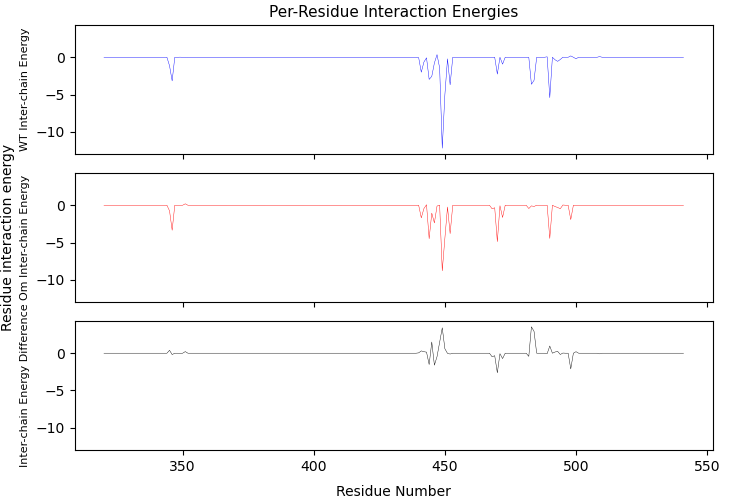 Per-Residue Interaction Energies
Residue interaction energy
WT Inter-chain Energy
0
−5
−10
Om Inter-chain Energy
0
−5
−10
Inter-chain Energy Difference
0
−5
−10
350
400
450
500
550
Residue Number